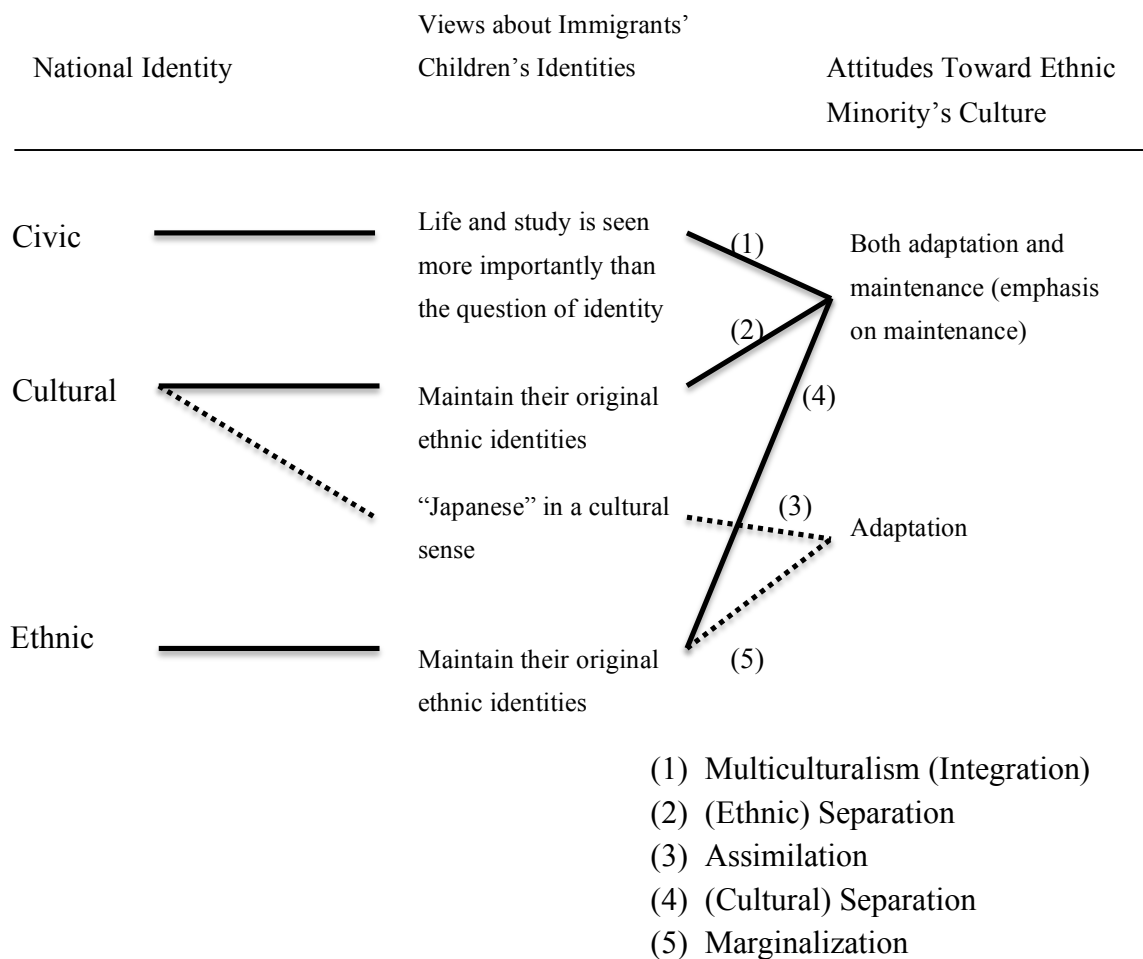 National Identity
Views about Immigrants’
Children’s Identities
Attitudes Toward Ethnic
Minority’s Culture
Civic
Life and study is seen
more importantly than
the question of identity
(1)
Both adaptation and
maintenance (emphasis
on maintenance)
(2)
Cultural
Maintain their original
ethnic identities
(4)
“Japanese” in a cultural
sense
(3)
Adaptation
Ethnic
Maintain their original
ethnic identities
(5)
(1) Multiculturalism (Integration)
(2) (Ethnic) Separation
(3) Assimilation
(4) (Cultural) Separation
(5) Marginalization